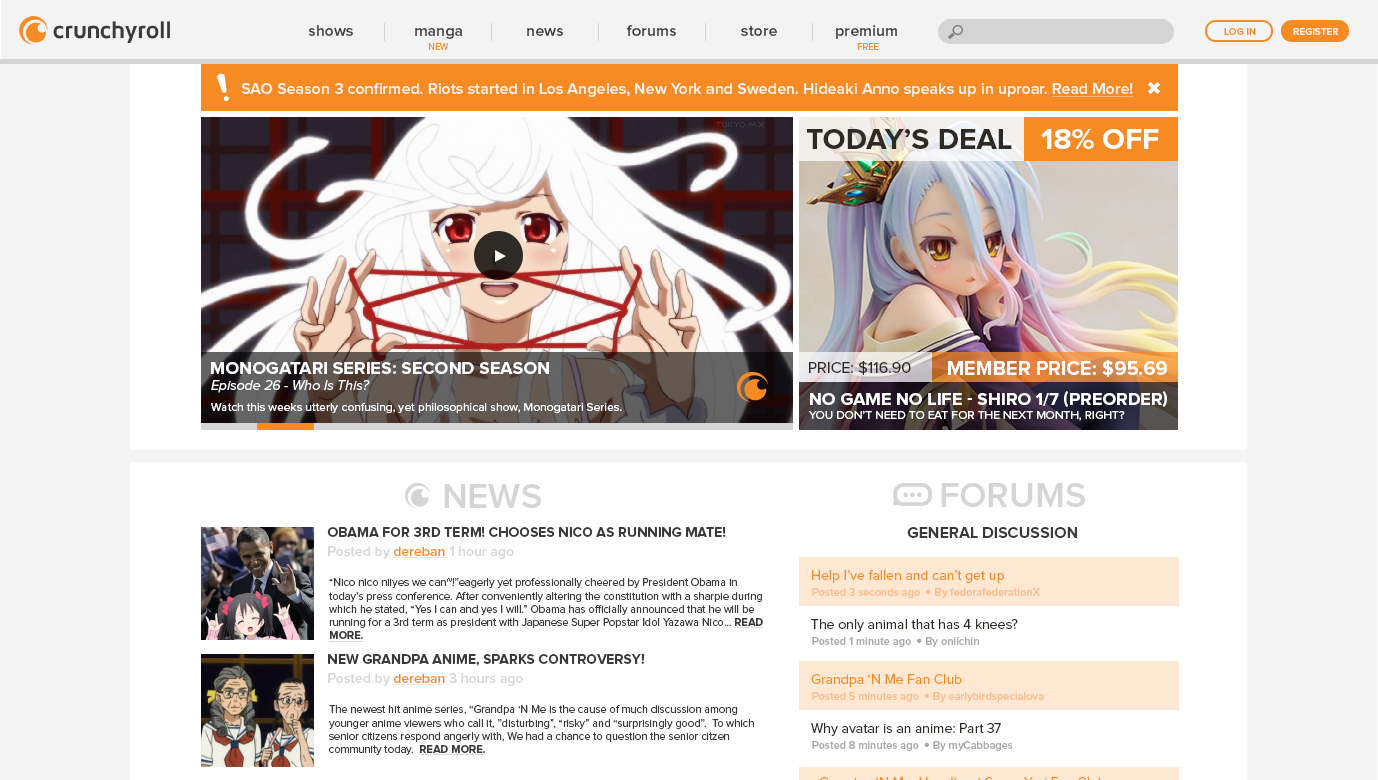 crunchyroll
shows
manga
NEW
news
forums
store
premium
FREE
LOG IN
REGISTER
SAO Season 3 confirmed. Riots started in Los Angeles, New York and Sweden. Hideaki Anno speaks up in uproar. Read More!
TOKYO MX
MONOGATARI SERIES: SECOND SEASON
Episode 26 - Who Is This?
Watch this weeks utterly confusing, yet philosophical show, Monogatari Series.
TODAY'S DEAL
18% OFF
PRICE: $116.90
MEMBER PRICE: $95.69
NO GAME NO LIFE - SHIRO 1/7 (PREORDER)
YOU DON'T NEED TO EAT FOR THE NEXT MONTH, RIGHT?
NEWS
OBAMA FOR 3RD TERM! CHOOSES NICO AS RUNNING MATE!
Posted by dereban 1 hour ago
“Nico nico niiyes we can~!”eagerly yet professionally cheered by President Obama in
today’s press conference. After conveniently altering the constitution with a sharpie during
which he stated, “Yes I can and yes I will.” Obama has officially announced that he will be
running for a 3rd term as president with Japanese Super Popstar Idol Yazawa Nico... READ
MORE.
NEW GRANDPA ANIME, SPARKS CONTROVERSY!
Posted by dereban 3 hours ago
The newest hit anime series, “Grandpa ‘N Me is the cause of much discussion among
younger anime viewers who call it, ”disturbing”, “risky” and “surprisingly good”. To which
senior citizens respond angerly with, We had a chance to question the senior citzen
community today. READ MORE.
FORUMS
GENERAL DISCUSSION
Help I’ve fallen and can’t get up
Posted 3 seconds ago • By fedorafederationX
The only animal that has 4 knees?
Posted 1 minute ago • By oniichin
Grandpa ‘N Me Fan Club
Posted 5 minutes ago • By earlybirdspecialova
Why avatar is an anime: Part 37
Posted 8 minutes ago • By myCabbages